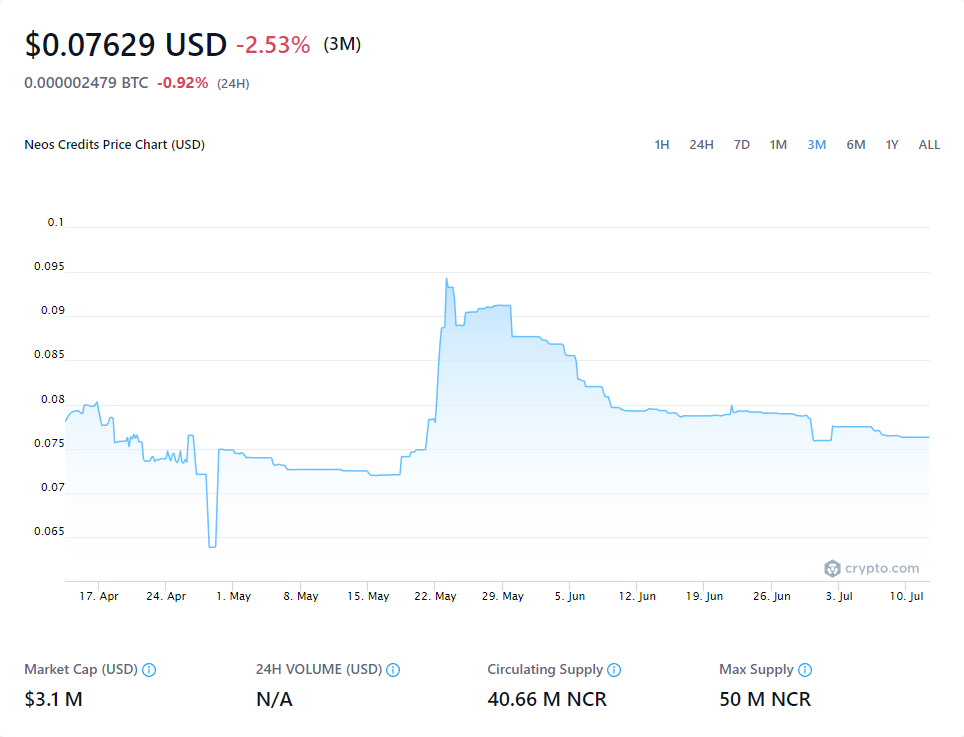 $0.07629 USD -2.53% (3M)
0.000002479 BTC -0.92% (24H)
Neos Credits Price Chart (USD)
1H 24H 7D 1M 3M 6M 1Y ALL
0.1
0.095
0.09
0.085
0.08
0.075
0.07
0.065
crypto.com
17. Apr 24. Apr 1. May 8. May 15. May 22. May 29. May 5. Jun 12. Jun 19. Jun 26. Jun 3. Jul 10. Jul
Market Cap (USD) 24H VOLUME (USD) Circulating Supply Max Supply
$3.1 M N/A 40.66 M NCR 50 M NCR